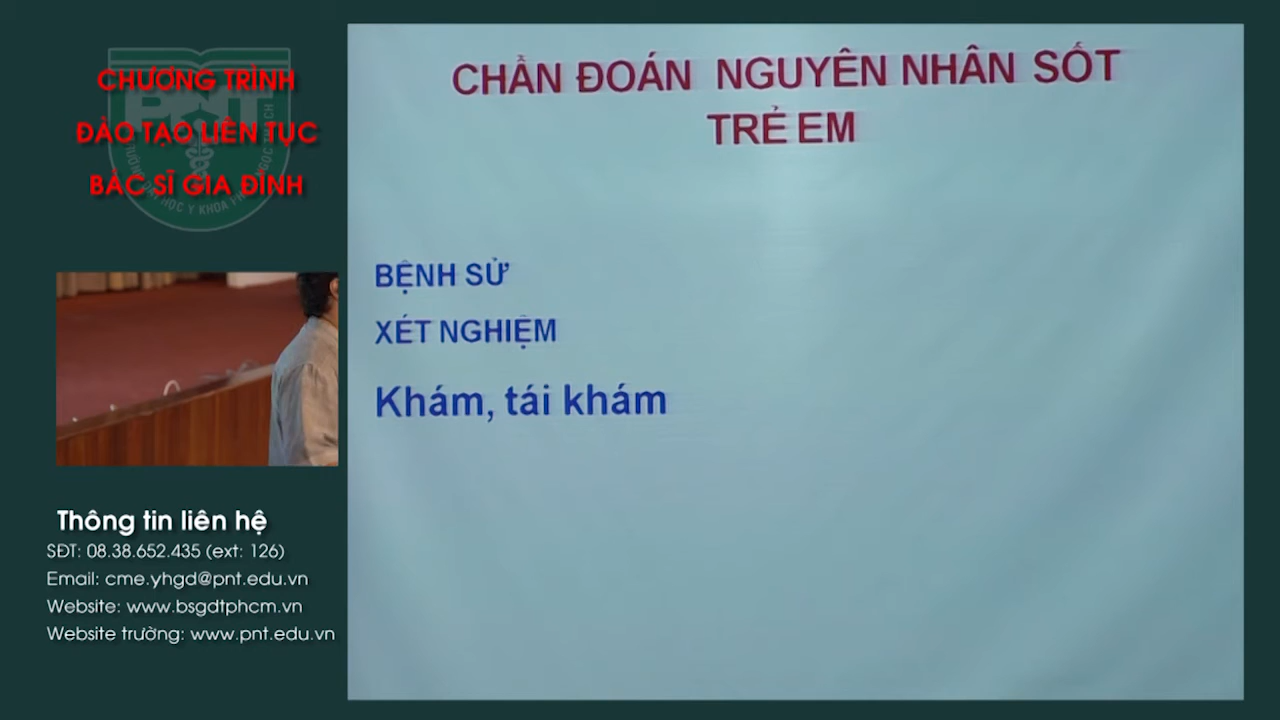 CHƯƠNG TRÌNH
ĐÀO TẠO LIÊN TỤC
BÁC SĨ GIA ĐÌNH
PNT
Thông tin liên hệ
SĐT: 08.38.652.435 (ext: 126)
Email: cme.yhgd@pnt.edu.vn
Website: www.bsgdtphcm.vn
Website trường: www.pnt.edu.vn
CHẨN ĐOÁN NGUYÊN NHÂN SỐT
TRẺ EM
BỆNH SỬ
XÉT NGHIỆM
Khám, tái khám